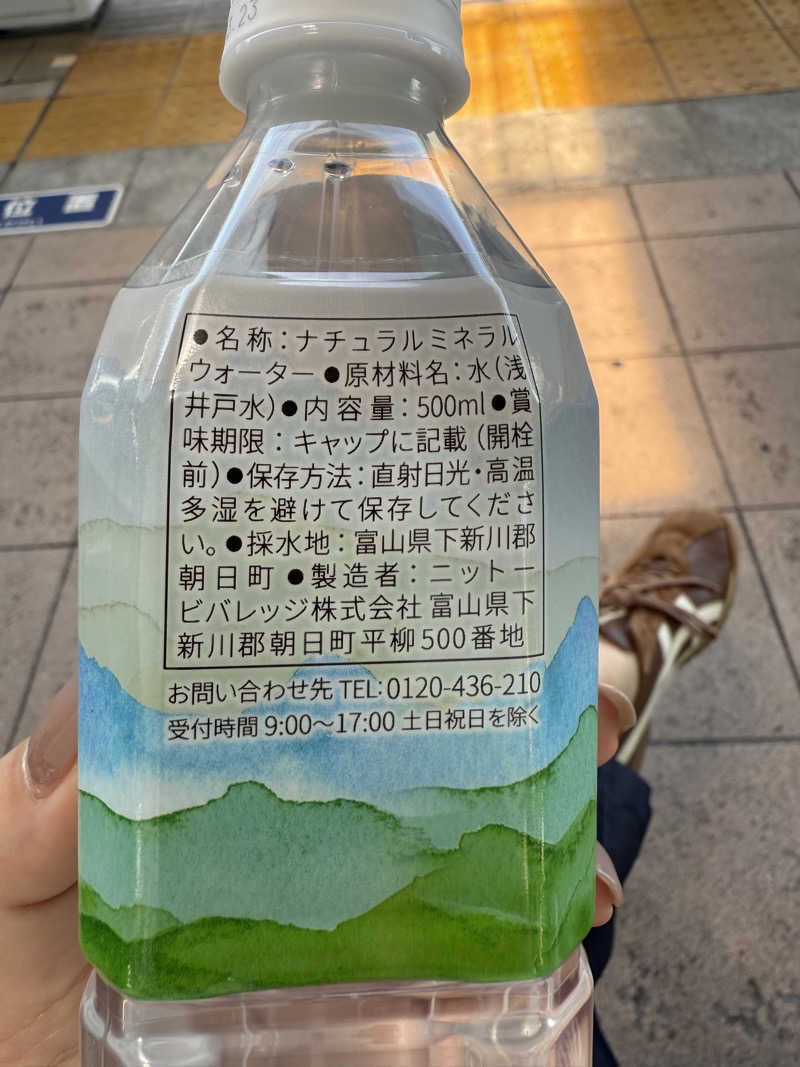 .23
位置
●名称：ナチュラルミネラル
ウォーター ●原材料名：水（浅
井戸水）●内容量：500ml●賞
味期限：キャップに記載（開栓
前）●保存方法：直射日光・高温
多湿を避けて保存してくださ
い。●採水地：富山県下新川郡
朝日町 ●製造者：ニットー
ビバレッジ株式会社 富山県下
新川郡朝日町平柳500番地
お問い合わせ先 TEL：0120-436-210
受付時間 9:00〜17:00 土日祝日を除く